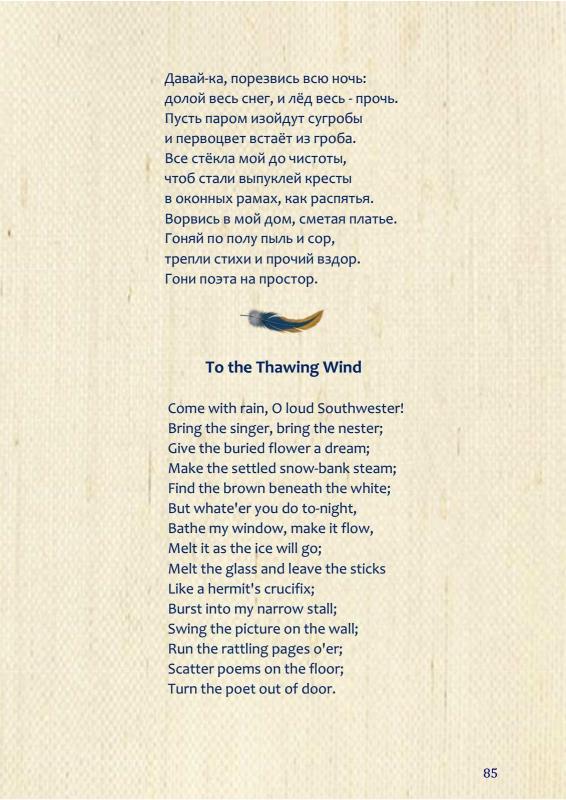 Давай-ка, порезвись всю ночь:
долой весь снег, и лёд весь - прочь.
Пусть паром изойдут сугробы
и первоцвет встаёт из гроба.
Все стёкла мой до чистоты,
чтоб стали выпуклей кресты
в оконных рамах, как распятья.
Ворвись в мой дом, сметая платье.
Гоняй по полу пыль и сор,
трепли стихи и прочий вздор.
Гони поэта на простор.
To the Thawing Wind
Come with rain, O loud Southwester!
Bring the singer, bring the nester;
Give the buried flower a dream;
Make the settled snow-bank steam;
Find the brown beneath the white;
But whate'er you do to-night,
Bathe my window, make it flow,
Melt it as the ice will go;
Melt the glass and leave the sticks
Like a hermit's crucifix;
Burst into my narrow stall;
Swing the picture on the wall;
Run the rattling pages o'er;
Scatter poems on the floor;
Turn the poet out of door.
85